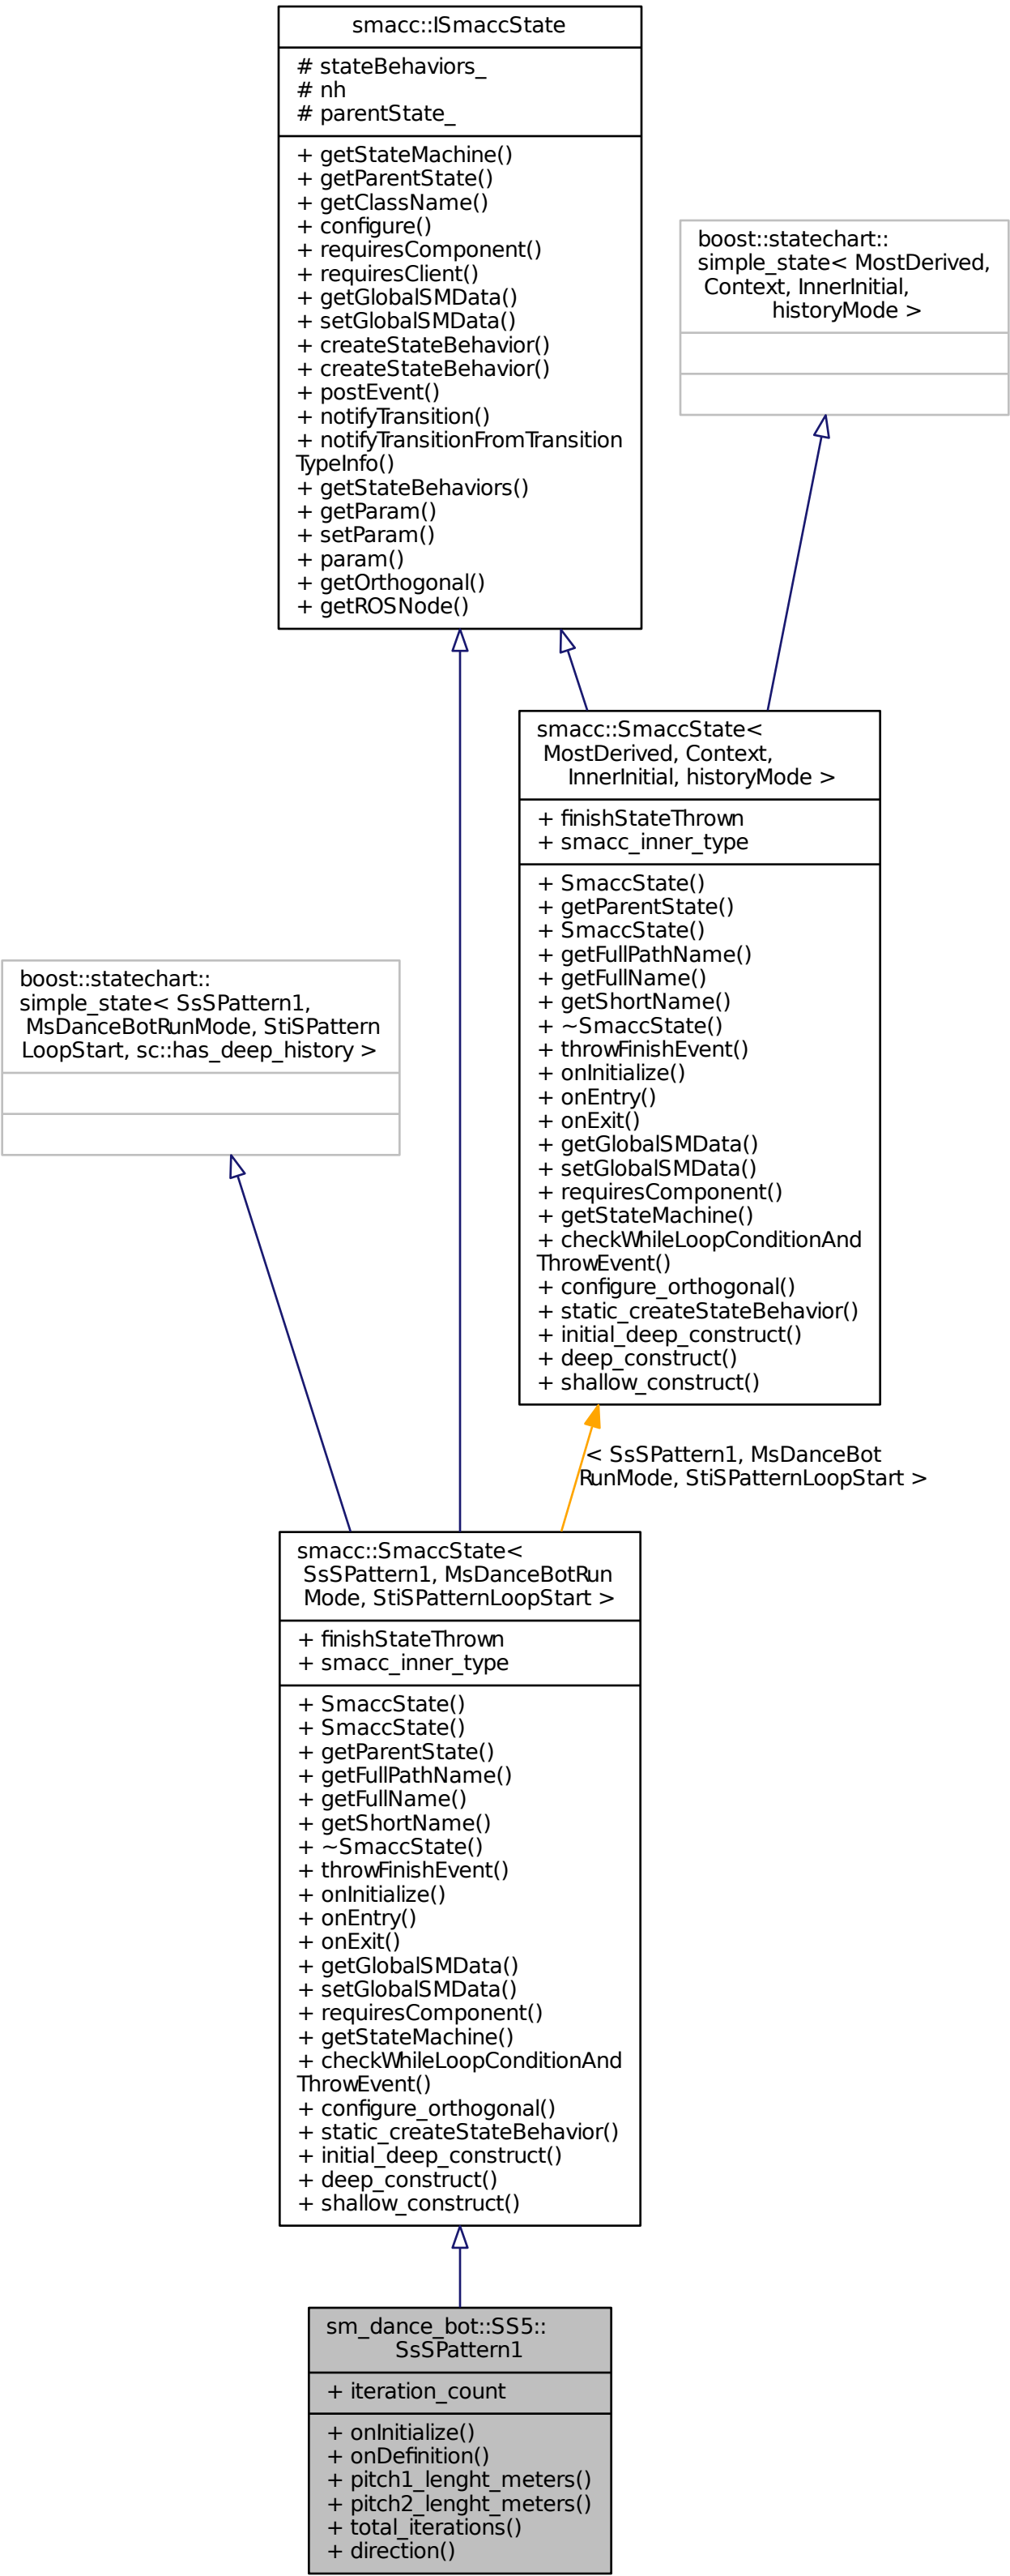 smacc::ISmaccState
# stateBehaviors_
# nh
# parentState_
+ getStateMachine()
+ getParentState()
+ getClassName()
+ configure()
+ requiresComponent()
+ requiresClient()
+ getGlobalSMData()
+ setGlobalSMData()
+ createStateBehavior()
+ createStateBehavior()
+ postEvent()
+ notifyTransition()
+ notifyTransitionFromTransition
TypeInfo()
+ getStateBehaviors()
+ getParam()
+ setParam()
+ param()
+ getOrthogonal()
+ getROSNode()
boost::statechart::
simple_state< MostDerived,
Context, InnerInitial,
historyMode >
smacc::SmaccState<
MostDerived, Context,
InnerInitial, historyMode >
+ finishStateThrown
+ smacc_inner_type
+ SmaccState()
+ getParentState()
+ SmaccState()
+ getFullPathName()
+ getFullName()
+ getShortName()
+ ~SmaccState()
+ throwFinishEvent()
+ onInitialize()
+ onEntry()
+ onExit()
+ getGlobalSMData()
+ setGlobalSMData()
+ requiresComponent()
+ getStateMachine()
+ checkWhileLoopConditionAnd
ThrowEvent()
+ configure_orthogonal()
+ static_createStateBehavior()
+ initial_deep_construct()
+ deep_construct()
+ shallow_construct()
boost::statechart::
simple_state< SsSPattern1,
MsDanceBotRunMode, StiSPattern
LoopStart, sc::has_deep_history >
< SsSPattern1, MsDanceBot
RunMode, StiSPatternLoopStart >
smacc::SmaccState<
SsSPattern1, MsDanceBotRun
Mode, StiSPatternLoopStart >
+ finishStateThrown
+ smacc_inner_type
+ SmaccState()
+ SmaccState()
+ getParentState()
+ getFullPathName()
+ getFullName()
+ getShortName()
+ ~SmaccState()
+ throwFinishEvent()
+ onInitialize()
+ onEntry()
+ onExit()
+ getGlobalSMData()
+ setGlobalSMData()
+ requiresComponent()
+ getStateMachine()
+ checkWhileLoopConditionAnd
ThrowEvent()
+ configure_orthogonal()
+ static_createStateBehavior()
+ initial_deep_construct()
+ deep_construct()
+ shallow_construct()
sm_dance_bot::SS5::
SsSPattern1
+ iteration_count
+ onInitialize()
+ onDefinition()
+ pitch1_lenght_meters()
+ pitch2_lenght_meters()
+ total_iterations()
+ direction()